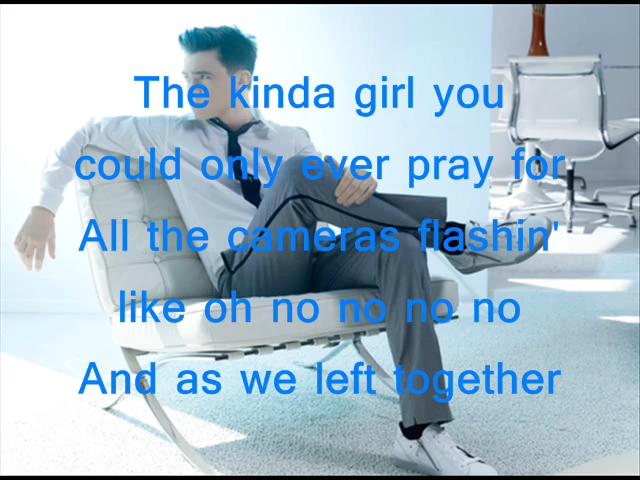 The kinda girl you
could only ever pray for
All the cameras flashin'
like oh no no no no
And as we left together